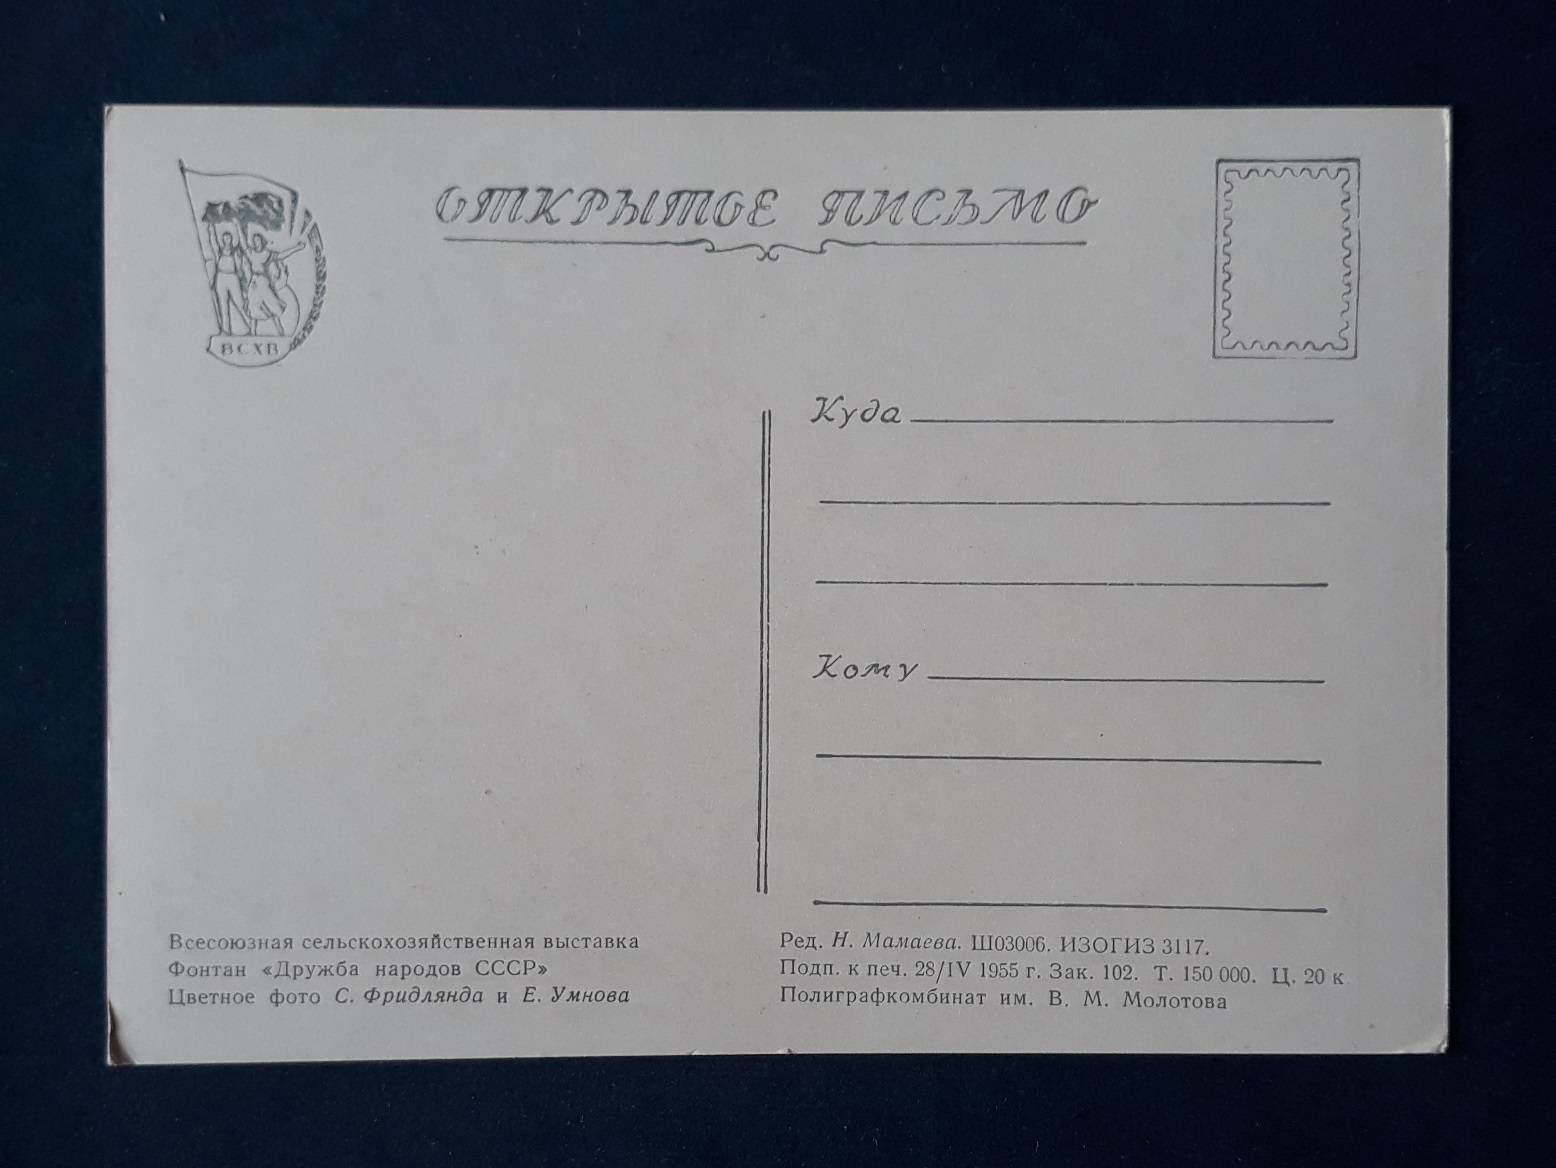 ОТКРЫТОЕ ПИСЬМО
ВСХВ
Куда
Кому
Всесоюзная сельскохозяйственная выставка
Фонтан «Дружба народов СССР»
Цветное фото С. Фридлянда и Е. Умнова
Ред. Н. Мамаева. Ш03006. ИЗОГИЗ 3117.
Подп. к печ. 28/IV 1955 г. Зак. 102. Т. 150 000. Ц. 20 к
Полиграфкомбинат им. В. М. Молотова